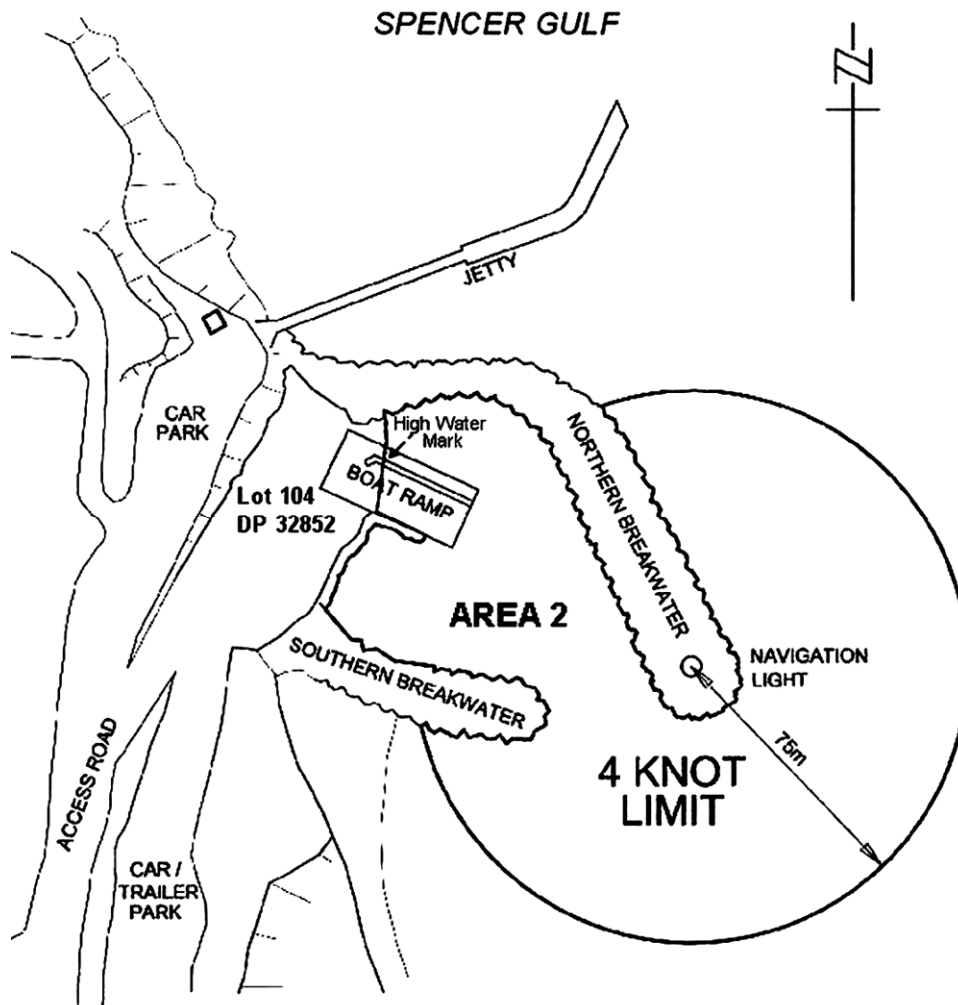 SPENCER GULF
N
JETTY
CAR
PARK
High Water
Mark
BOAT RAMP
Lot 104
DP 32852
NORTHERN BREAKWATER
AREA 2
SOUTHERN BREAKWATER
NAVIGATION
LIGHT
75m
4 KNOT
LIMIT
ACCESS ROAD
CAR /
TRAILER
PARK